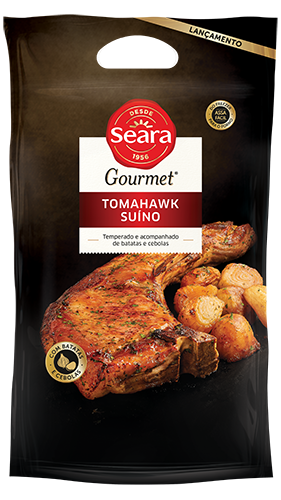 LANÇAMENTO
DESDE
Seara
1956
Gourmet®
ASSA
FÁCIL
TOMAHAWK
SUÍNO
Temperado e acompanhado
de batatas e cebolas
COM BATATAS
E CEBOLAS